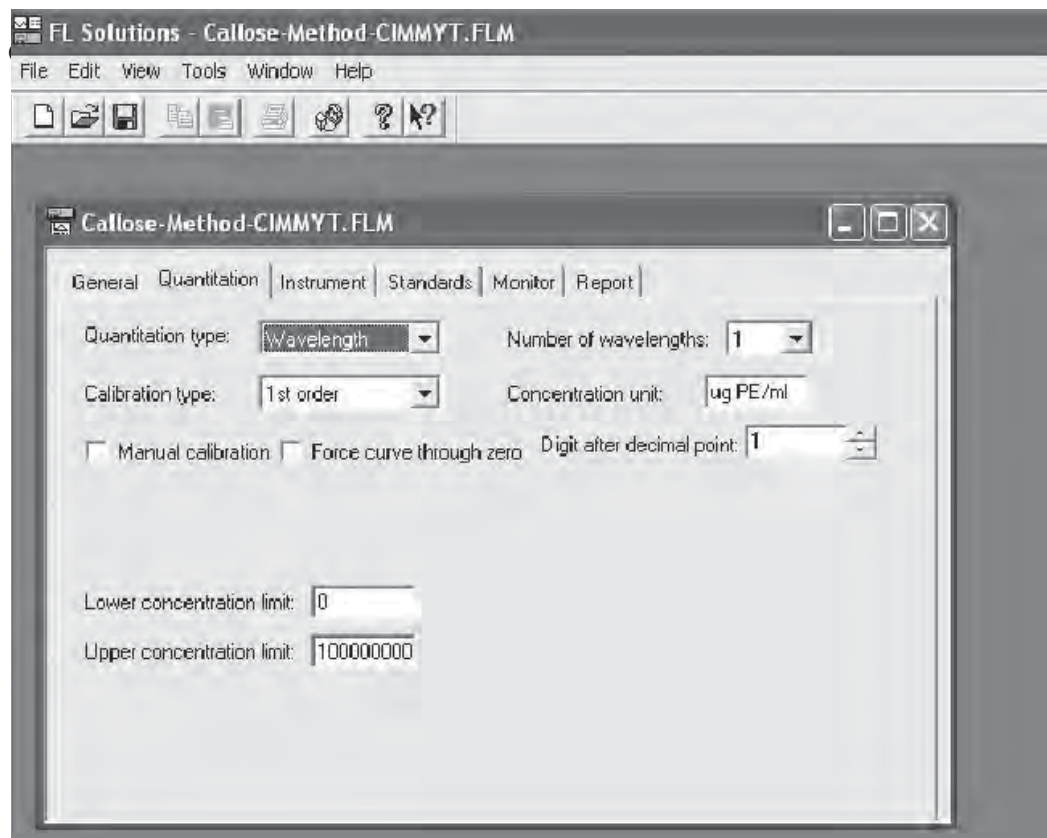 FL Solutions - Callose-Method-CIMMYT.FLM
File Edit View Tools Window Help
Callose-Method-CIMMYT.FLM
General Quantitation Instrument Standards Monitor Report
Quantitation type: Wavelength Number of wavelengths: 1
Calibration type: 1st order Concentration unit: ug PE/ml
Manual calibration Force curve through zero Digit after decimal point: 1
Lower concentration limit: 0
Upper concentration limit: 100000000